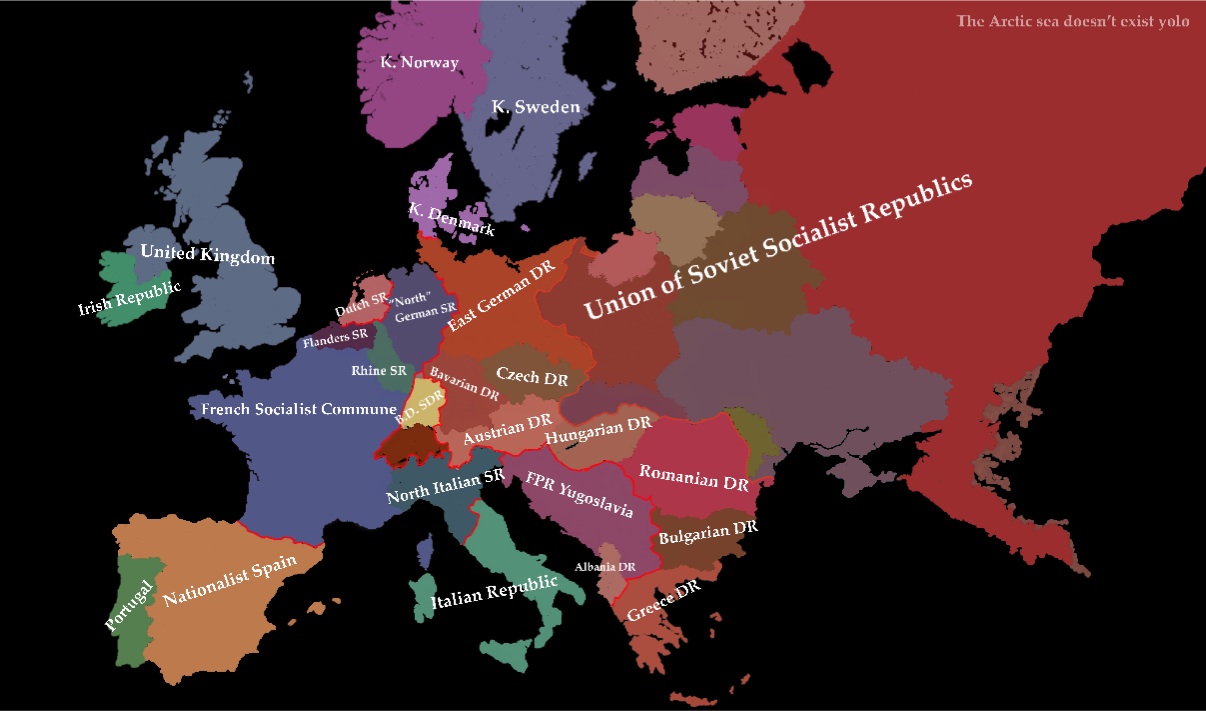 The Arctic sea doesn't exist yolo
K. Norway
K. Sweden
K. Denmark
United Kingdom
Irish Republic
Union of Soviet Socialist Republics
Dutch SR
"North"
German SR
East German DR
Flanders SR
Rhine SR
Bavarian DR
Czech DR
French Socialist Commune
B.D. SDR
Austrian DR
Hungarian DR
North Italian SR
FPR Yugoslavia
Romanian DR
Bulgarian DR
Albania DR
Nationalist Spain
Portugal
Italian Republic
Greece DR